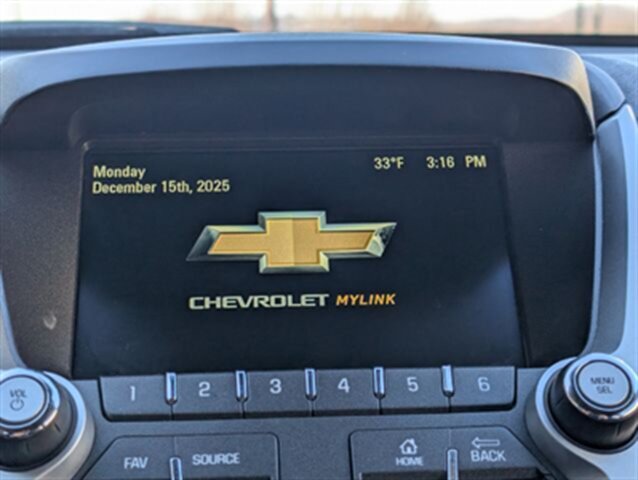 Monday 33°F 3:16 PM
December 15th, 2025
CHEVROLET MYLINK
1 2 3 4 5 6
VOL
MENU
SEL
FAV SOURCE HOME BACK